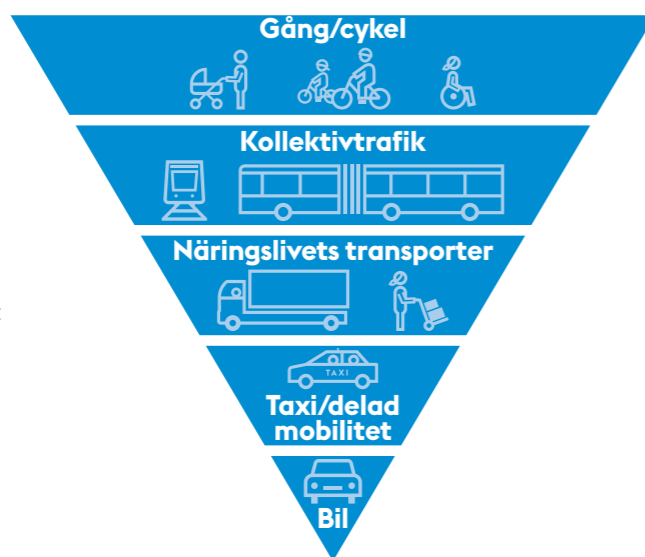 Gång/cykel
Kollektivtrafik
Näringslivets transporter
TAXI
Taxi/delad
mobilitet
Bil